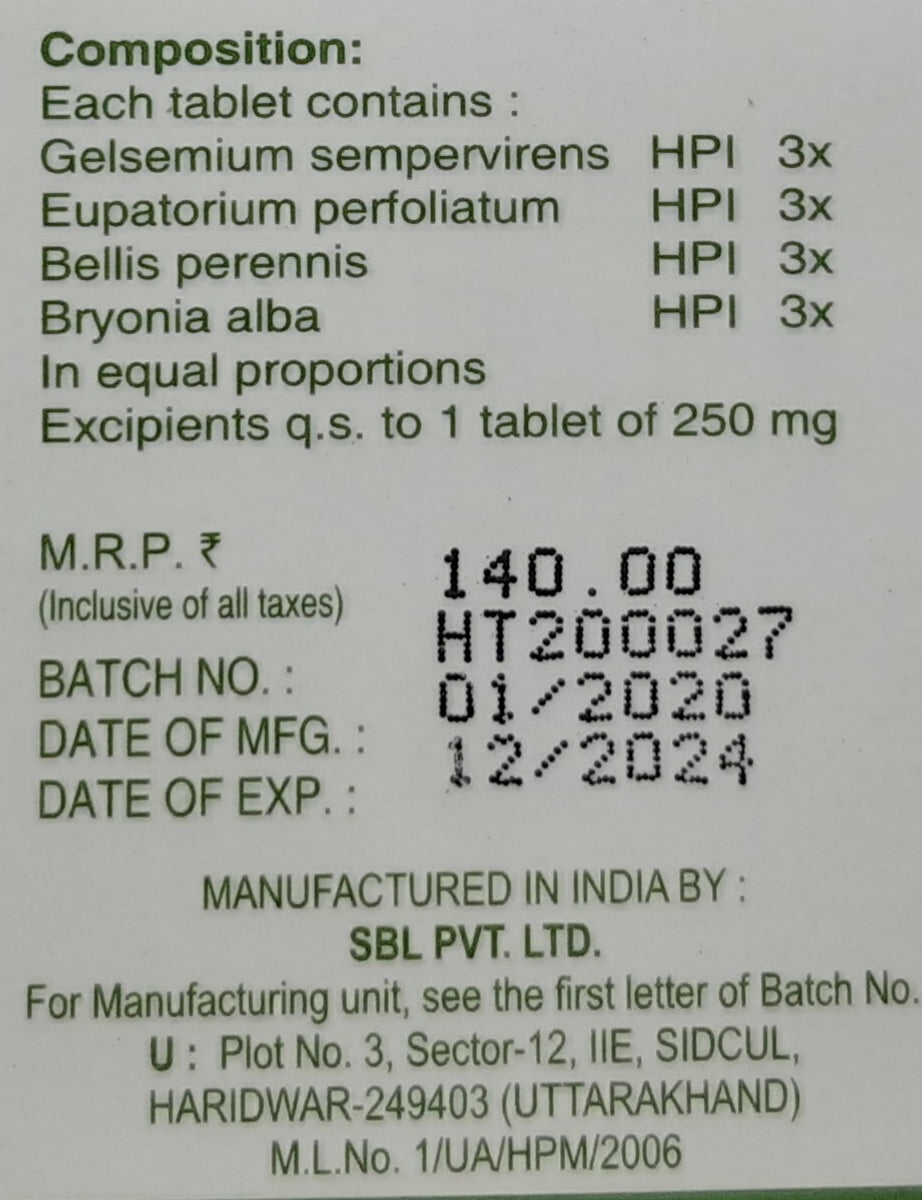 Composition:
Each tablet contains :
Gelsemium sempervirens HPI 3x
Eupatorium perfoliatum HPI 3x
Bellis perennis HPI 3x
Bryonia alba HPI 3x
In equal proportions
Excipients q.s. to 1 tablet of 250 mg
M.R.P. ₹ 140.00
(Inclusive of all taxes)
BATCH NO. : HT200027
DATE OF MFG. : 01/2020
DATE OF EXP. : 12/2024
MANUFACTURED IN INDIA BY :
SBL PVT. LTD.
For Manufacturing unit, see the first letter of Batch No.
U : Plot No. 3, Sector-12, IIE, SIDCUL,
HARIDWAR-249403 (UTTARAKHAND)
M.L.No. 1/UA/HPM/2006